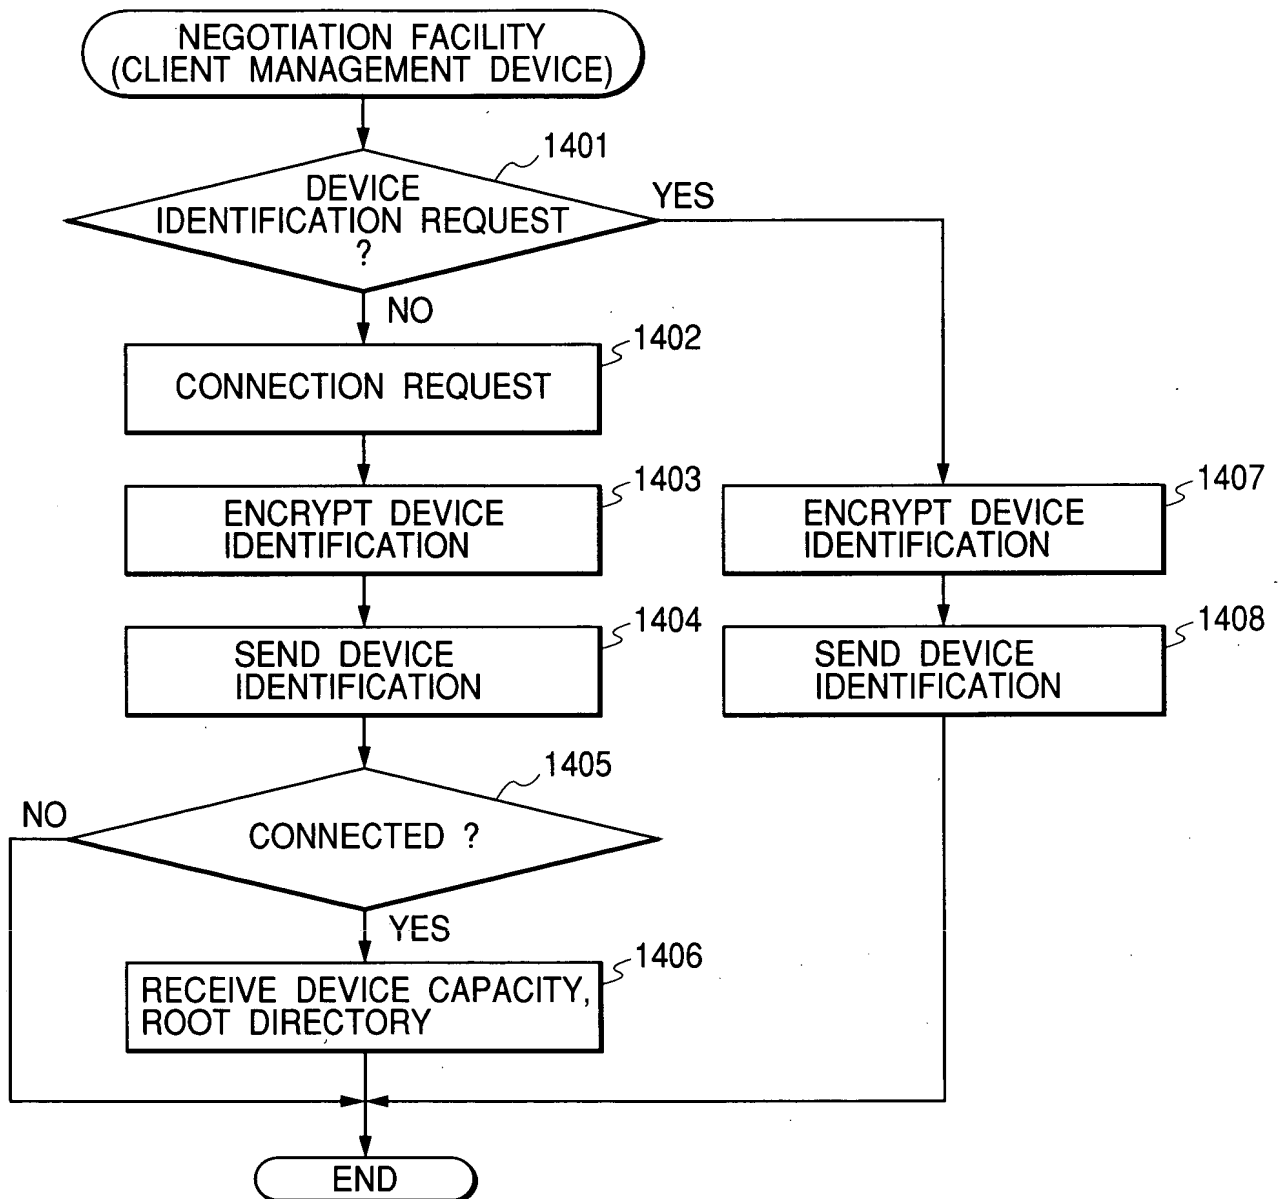 NEGOTIATION FACILITY
(CLIENT MANAGEMENT DEVICE)
1401
DEVICE
IDENTIFICATION REQUEST
?
YES
NO
1402
CONNECTION REQUEST
1403
ENCRYPT DEVICE
IDENTIFICATION
1407
ENCRYPT DEVICE
IDENTIFICATION
1404
SEND DEVICE
IDENTIFICATION
1408
SEND DEVICE
IDENTIFICATION
1405
NO
CONNECTED ?
YES
1406
RECEIVE DEVICE CAPACITY,
ROOT DIRECTORY
END